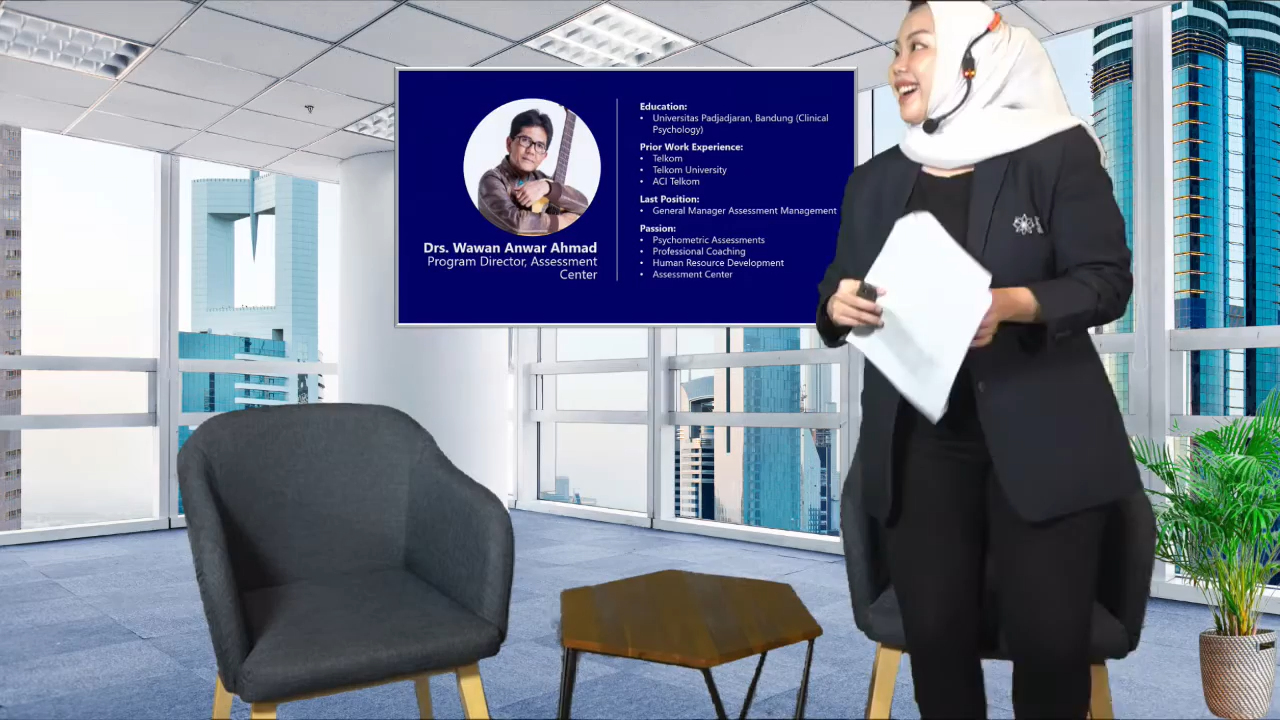 Drs. Wawan Anwar Ahmad
Program Director, Assessment
Center
Education:
• Universitas Padjadjaran, Bandung (Clinical
Psychology)
Prior Work Experience:
• Telkom
• Telkom University
• ACI Telkom
Last Position:
• General Manager Assessment Management
Passion:
• Psychometric Assessments
• Professional Coaching
• Human Resource Development
• Assessment Center